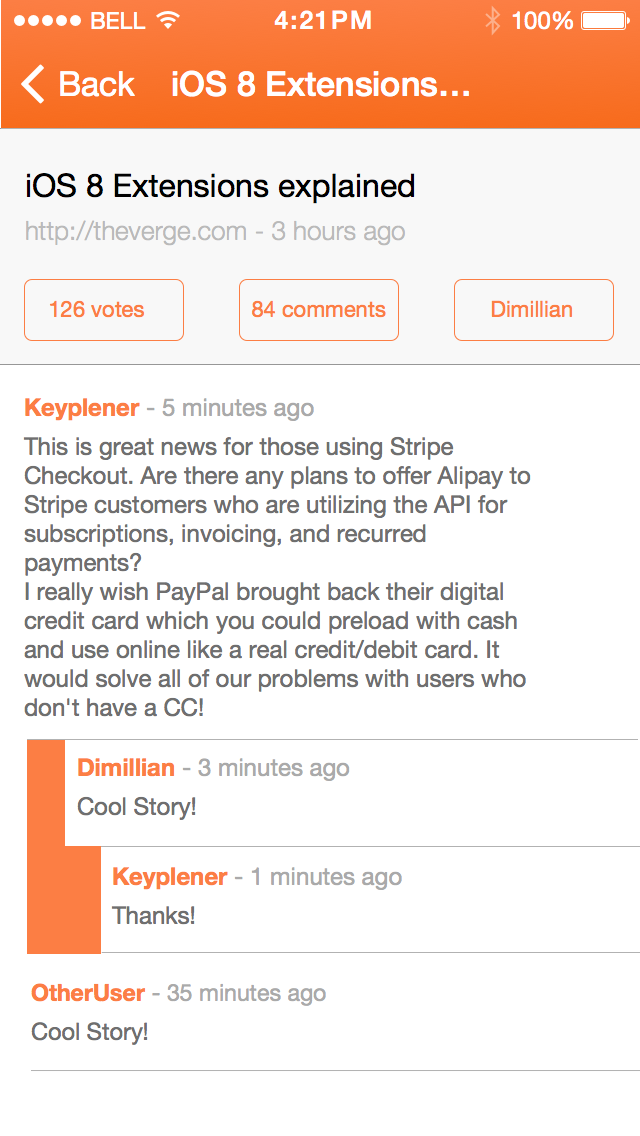 BELL 4:21PM 100%
Back iOS 8 Extensions...
iOS 8 Extensions explained
http://theverge.com - 3 hours ago
126 votes 84 comments Dimillian
Keyplener - 5 minutes ago
This is great news for those using Stripe
Checkout. Are there any plans to offer Alipay to
Stripe customers who are utilizing the API for
subscriptions, invoicing, and recurred
payments?
I really wish PayPal brought back their digital
credit card which you could preload with cash
and use online like a real credit/debit card. It
would solve all of our problems with users who
don't have a CC!
Dimillian - 3 minutes ago
Cool Story!
Keyplener - 1 minutes ago
Thanks!
OtherUser - 35 minutes ago
Cool Story!